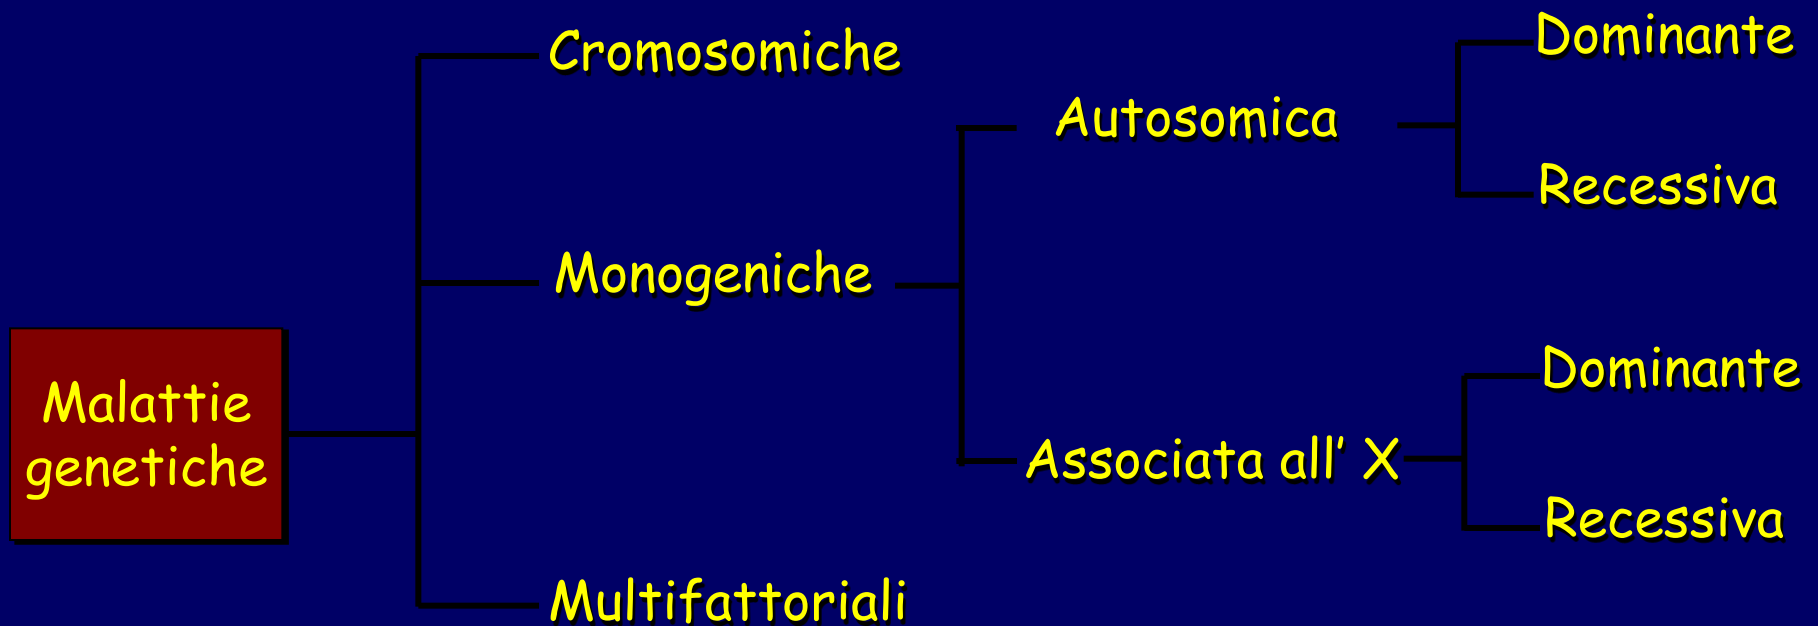 Malattie
genetiche
Cromosomiche
Monogeniche
Multifattoriali
Autosomica
Associata all' X
Dominante
Recessiva
Dominante
Recessiva